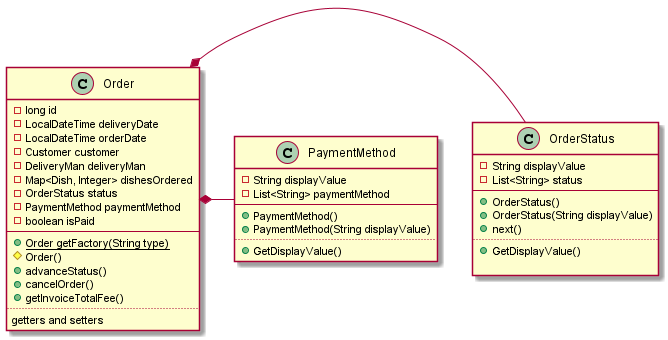 C Order
long id
LocalDateTime deliveryDate
LocalDateTime orderDate
Customer customer
DeliveryMan deliveryMan
Map<Dish, Integer> dishesOrdered
OrderStatus status
PaymentMethod paymentMethod
boolean isPaid
Order getFactory(String type)
Order()
advanceStatus()
cancelOrder()
getInvoiceTotalFee()
getters and setters
C PaymentMethod
String displayValue
List<String> paymentMethod
PaymentMethod()
PaymentMethod(String displayValue)
GetDisplayValue()
C OrderStatus
String displayValue
List<String> status
OrderStatus()
OrderStatus(String displayValue)
next()
GetDisplayValue()